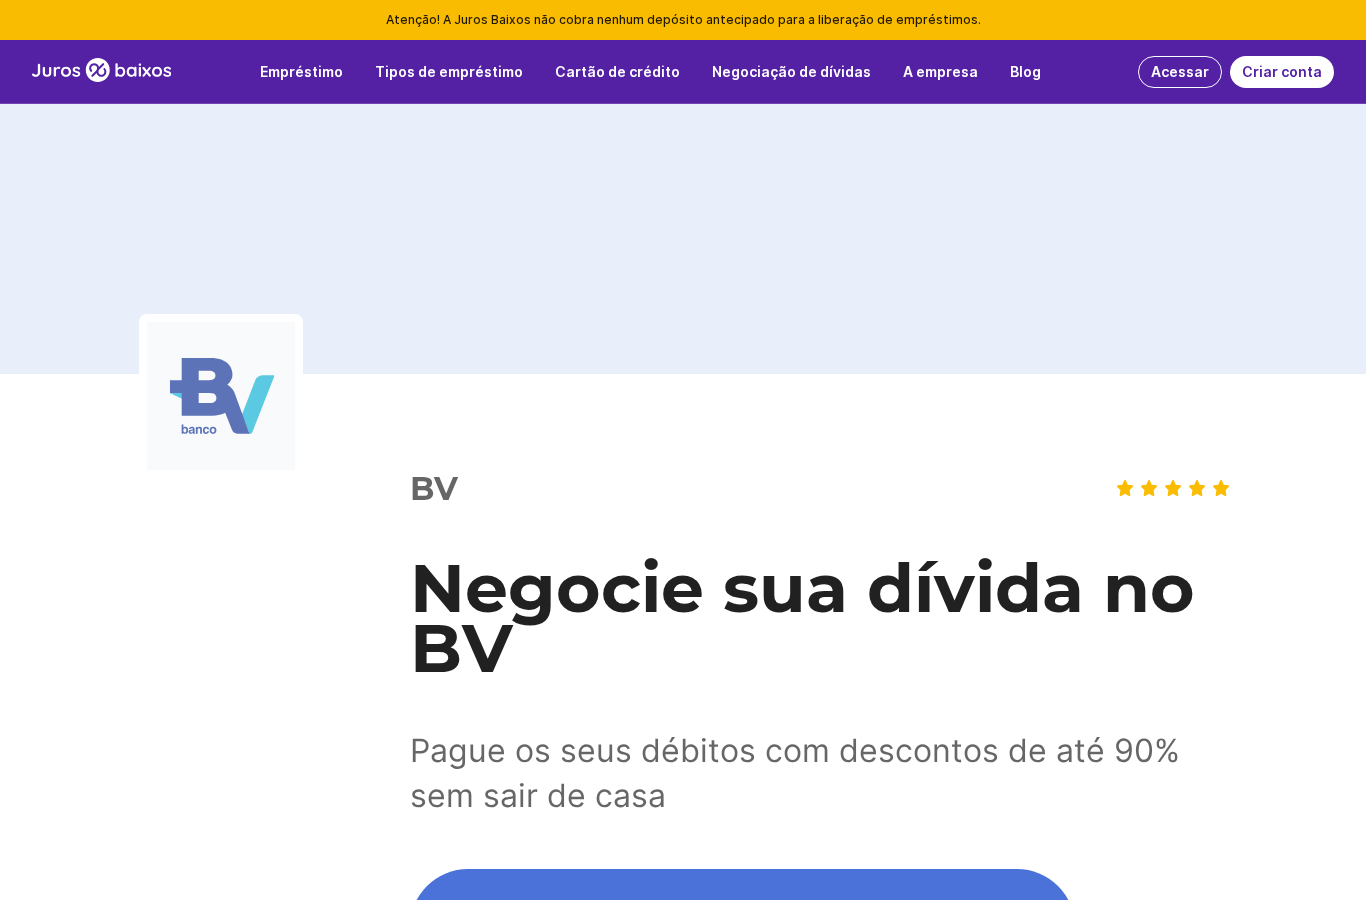 Atenção! A Juros Baixos não cobra nenhum depósito antecipado para a liberação de empréstimos.
Juros baixos
Empréstimo
Tipos de empréstimo
Cartão de crédito
Negociação de dívidas
A empresa
Blog
Acessar
Criar conta
BV
banco
BV
Negocie sua dívida no
BV
Pague os seus débitos com descontos de até 90%
sem sair de casa